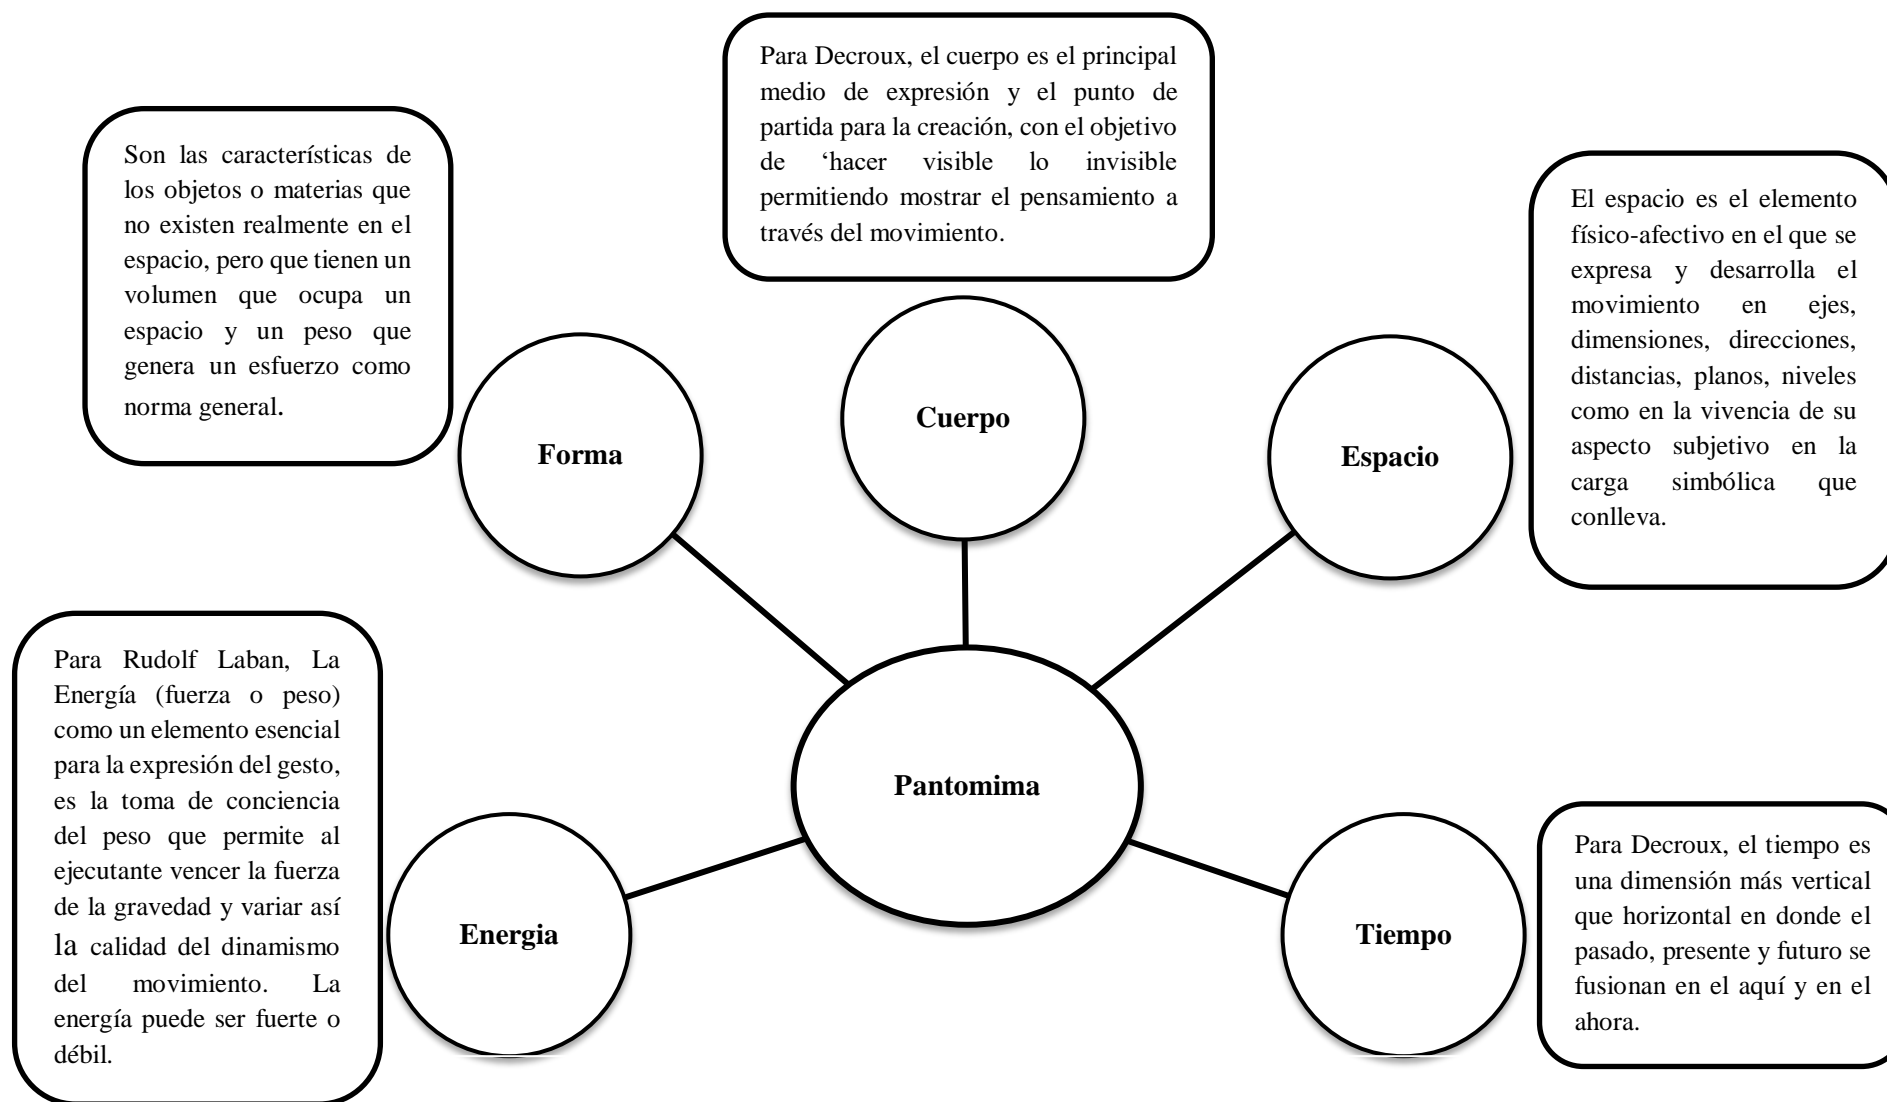 Para Decroux, el cuerpo es el principal
medio de expresión y el punto de
partida para la creación, con el objetivo
de ‘hacer visible lo invisible
permitiendo mostrar el pensamiento a
través del movimiento.
Son las características de
los objetos o materias que
no existen realmente en el
espacio, pero que tienen un
volumen que ocupa un
espacio y un peso que
genera un esfuerzo como
norma general.
El espacio es el elemento
físico-afectivo en el que se
expresa y desarrolla el
movimiento en ejes,
dimensiones, direcciones,
distancias, planos, niveles
como en la vivencia de su
aspecto subjetivo en la
carga simbólica que
conlleva.
Forma
Cuerpo
Espacio
Para Rudolf Laban, La
Energía (fuerza o peso)
como un elemento esencial
para la expresión del gesto,
es la toma de conciencia
del peso que permite al
ejecutante vencer la fuerza
de la gravedad y variar así
la calidad del dinamismo
del movimiento. La
energía puede ser fuerte o
débil.
Pantomima
Energia
Tiempo
Para Decroux, el tiempo es
una dimensión más vertical
que horizontal en donde el
pasado, presente y futuro se
fusionan en el aquí y en el
ahora.